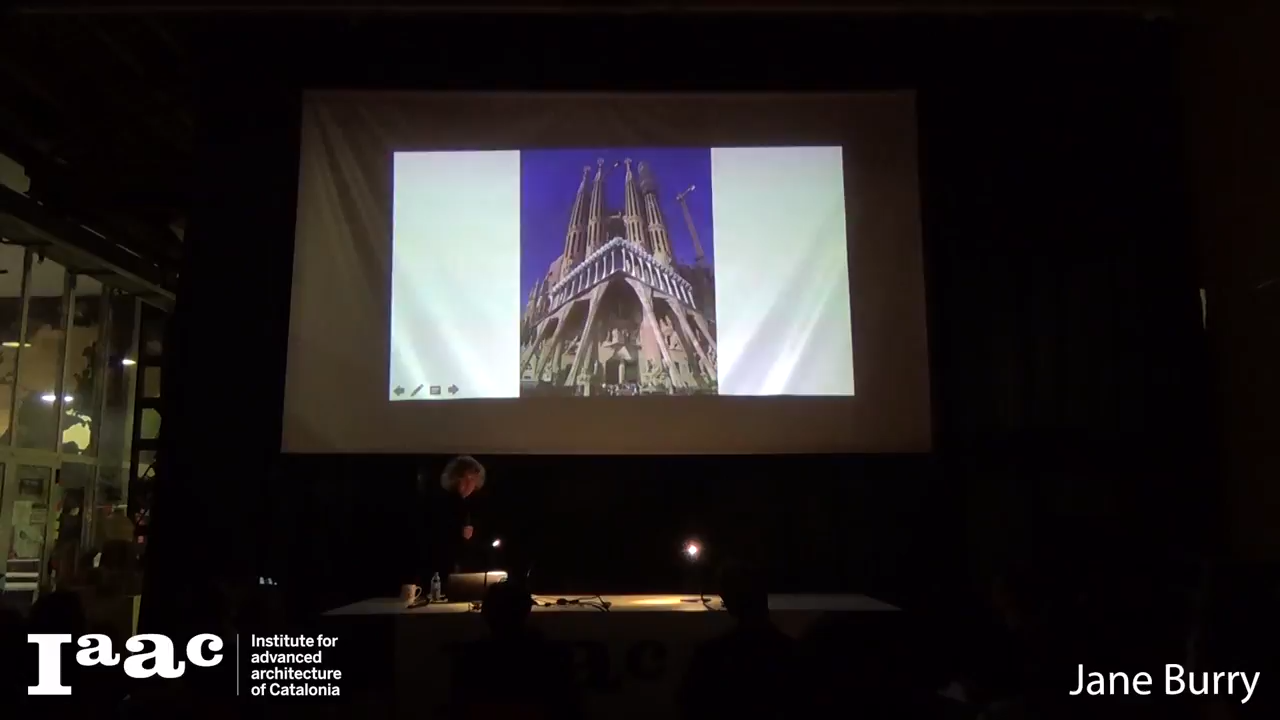 Iaac
Institute for
advanced
architecture
of Catalonia
Jane Burry